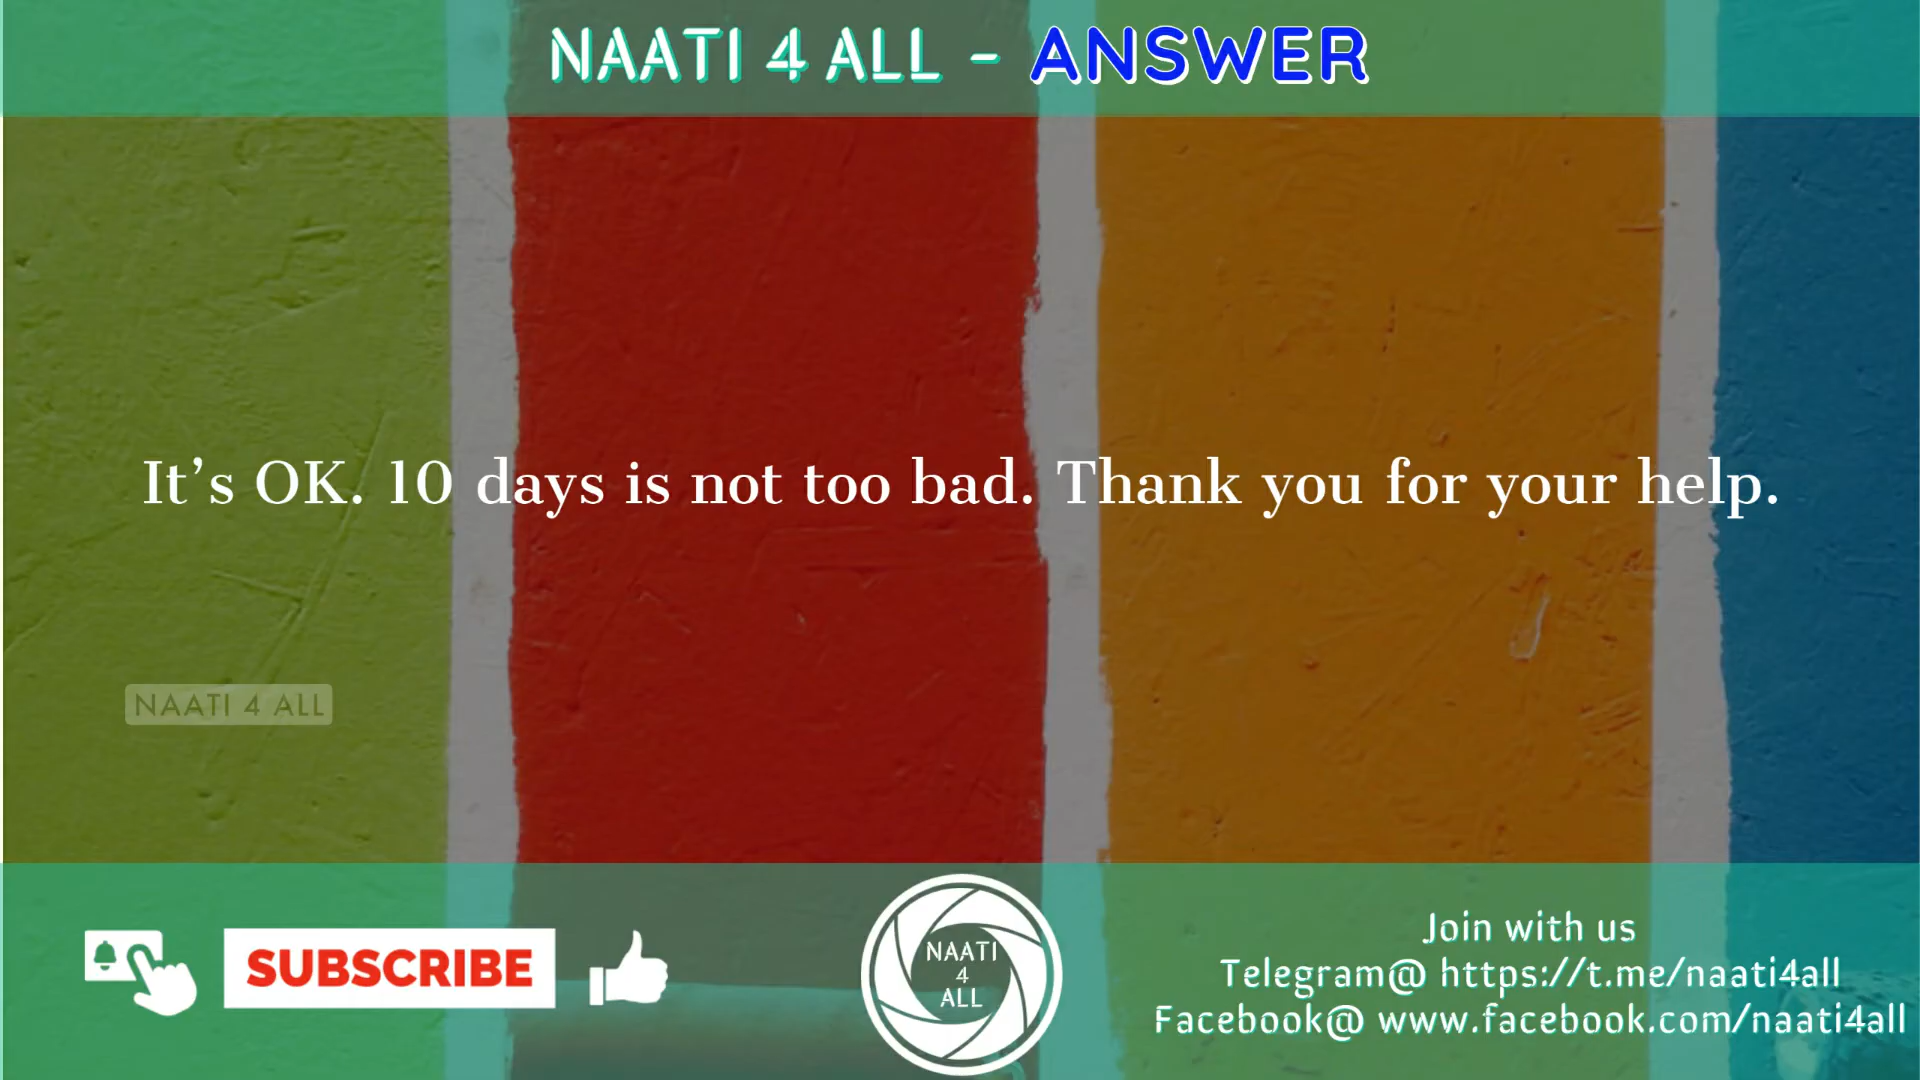 NAATI 4 ALL - ANSWER
It’s OK. 10 days is not too bad. Thank you for your help.
NAATI 4 ALL
SUBSCRIBE
NAATI
4
ALL
Join with us
Telegram@ https://t.me/naati4all
Facebook@ www.facebook.com/naati4all